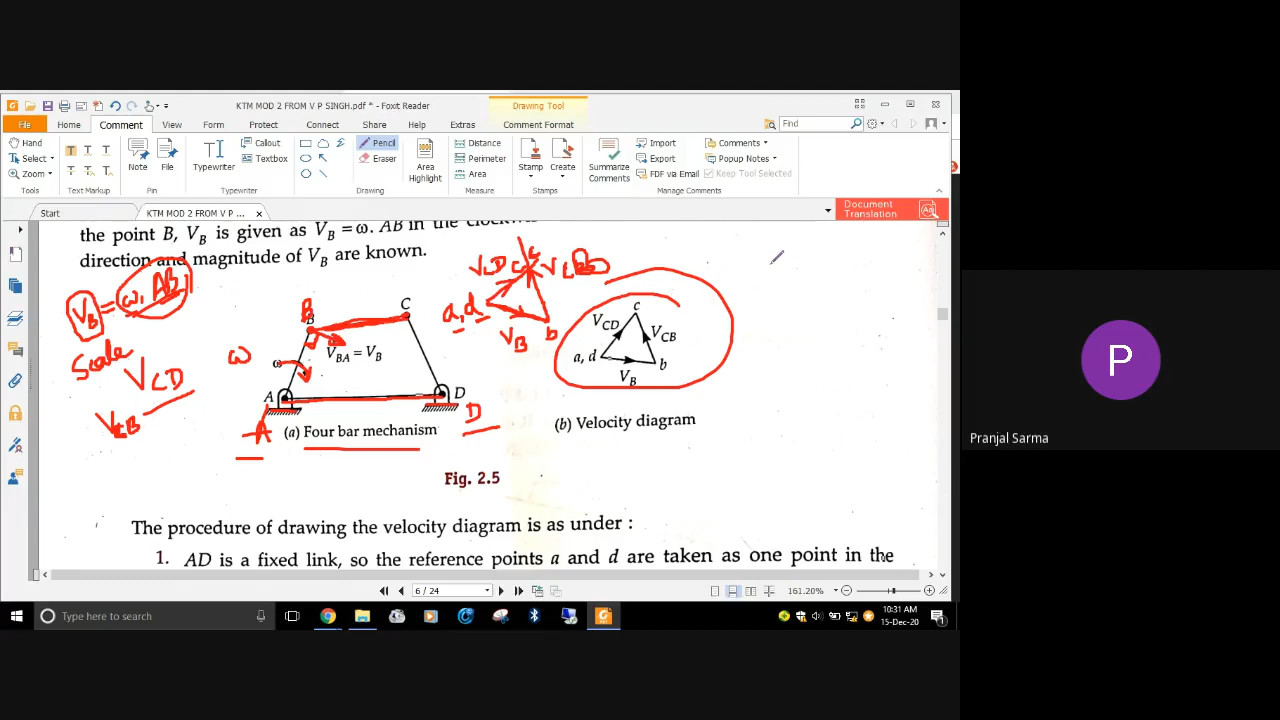 KTM MOD 2 FROM V P SINGH.pdf * - Foxit Reader
Drawing Tool
File Home Comment View Form Protect Connect Share Help Extras Comment Format
Find
Hand
Select
Zoom
Tools
Text Markup
Note
File
Pin
Typewriter
Callout
Textbox
Typewriter
Pencil
Eraser
Drawing
Area Highlight
Distance
Perimeter
Area
Measure
Stamp
Create
Stamps
Summarize Comments
Import
Export
FDF via Email
Comments
Popup Notes
Keep Tool Selected
Manage Comments
Start
KTM MOD 2 FROM V P ...
Document Translation
the point B, V_B is given as V_B = ω. AB in the clockw
direction and magnitude of V_B are known.
V_B = ω, AB
Scale
V_CD
V_CB
ω
B
A
D
A
B
C
D
ω
V_BA = V_B
(a) Four bar mechanism
V_CD
c
a, d
b
V_B
V_CD
c
V_CB
a, d
b
V_B
(b) Velocity diagram
Fig. 2.5
The procedure of drawing the velocity diagram is as under :
1. AD is a fixed link, so the reference points a and d are taken as one point in the
6 / 24
161.20%
Type here to search
10:31 AM
15-Dec-20
1
P
Pranjal Sarma